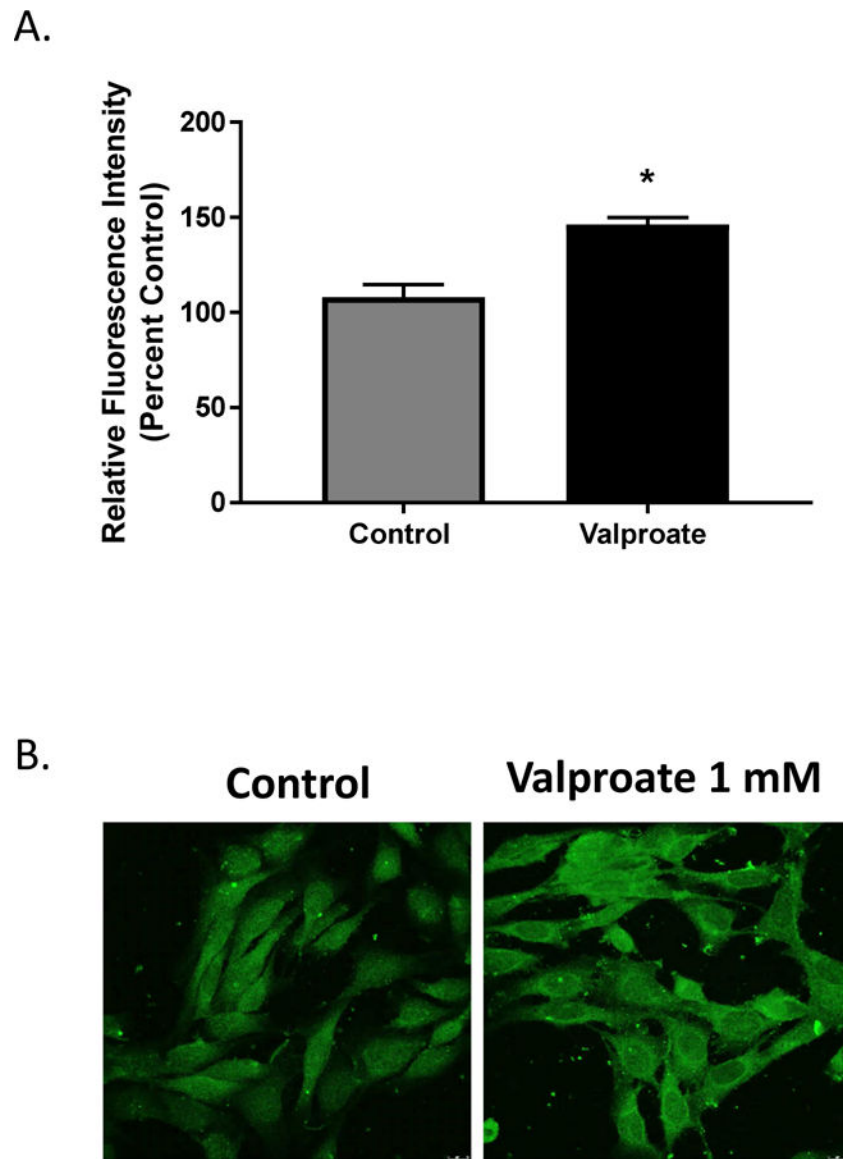 A.
Relative Fluorescence Intensity
(Percent Control)
200
150
100
50
0
*
Control
Valproate
B.
Control
Valproate 1 mM